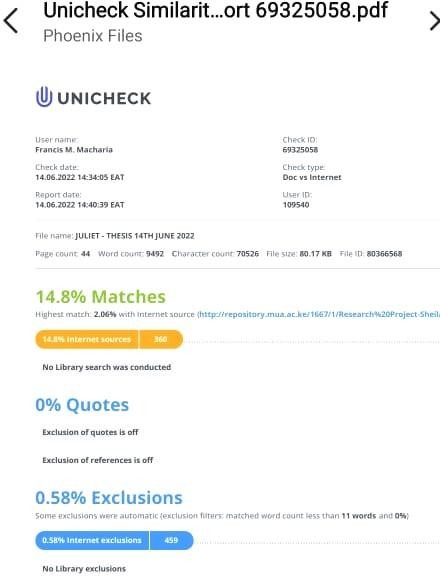 Unicheck Similarit...ort 69325058.pdf
Phoenix Files
UNICHECK
User name:
Francis M. Macharia
Check ID:
69325058
Check date:
14.06.2022 14:34:05 EAT
Check type:
Doc vs Internet
Report date:
14.06.2022 14:40:39 EAT
User ID:
109540
File name: JULIET - THESIS 14TH JUNE 2022
Page count: 44 Word count: 9492 Character count: 70526 File size: 80.17 KB File ID: 80366568
14.8% Matches
Highest match: 2.06% with Internet source (http://repository.mua.ac.ke/1667/1/Research%20Project-Sheila
14.8% Internet sources 360
No Library search was conducted
0% Quotes
Exclusion of quotes is off
Exclusion of references is off
0.58% Exclusions
Some exclusions were automatic (exclusion filters: matched word count less than 11 words and 0%)
0.58% Internet exclusions 459
No Library exclusions